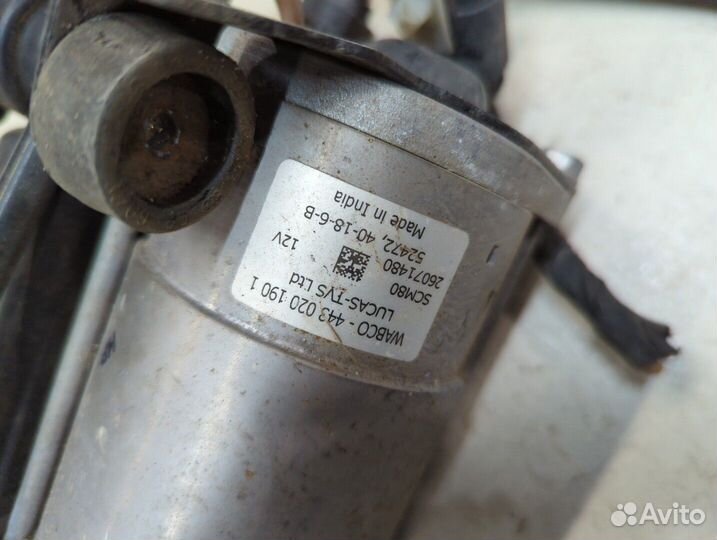 WABCO - 443 020 190 1
LUCAS-TVS Ltd
SCM80
26071480 12V
52472, 40-18-6-B
Made in India
Avito